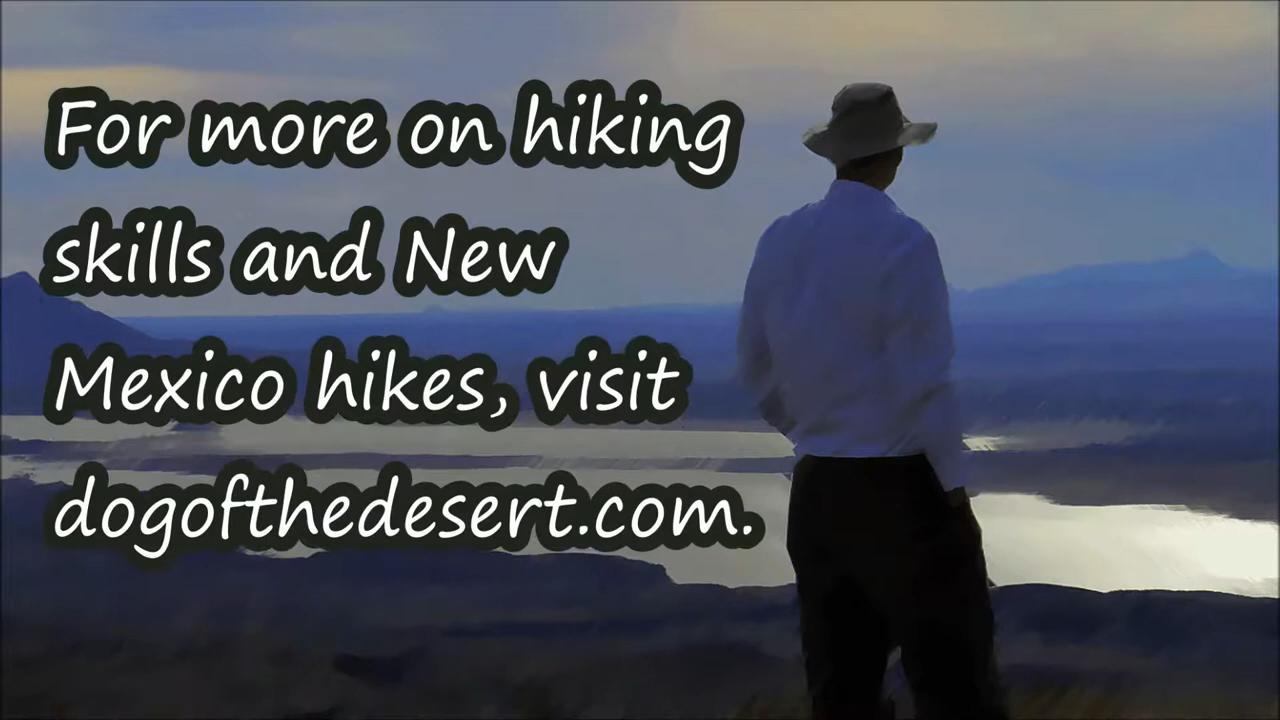 For more on hiking
skills and New
Mexico hikes, visit
dogofthedesert.com.